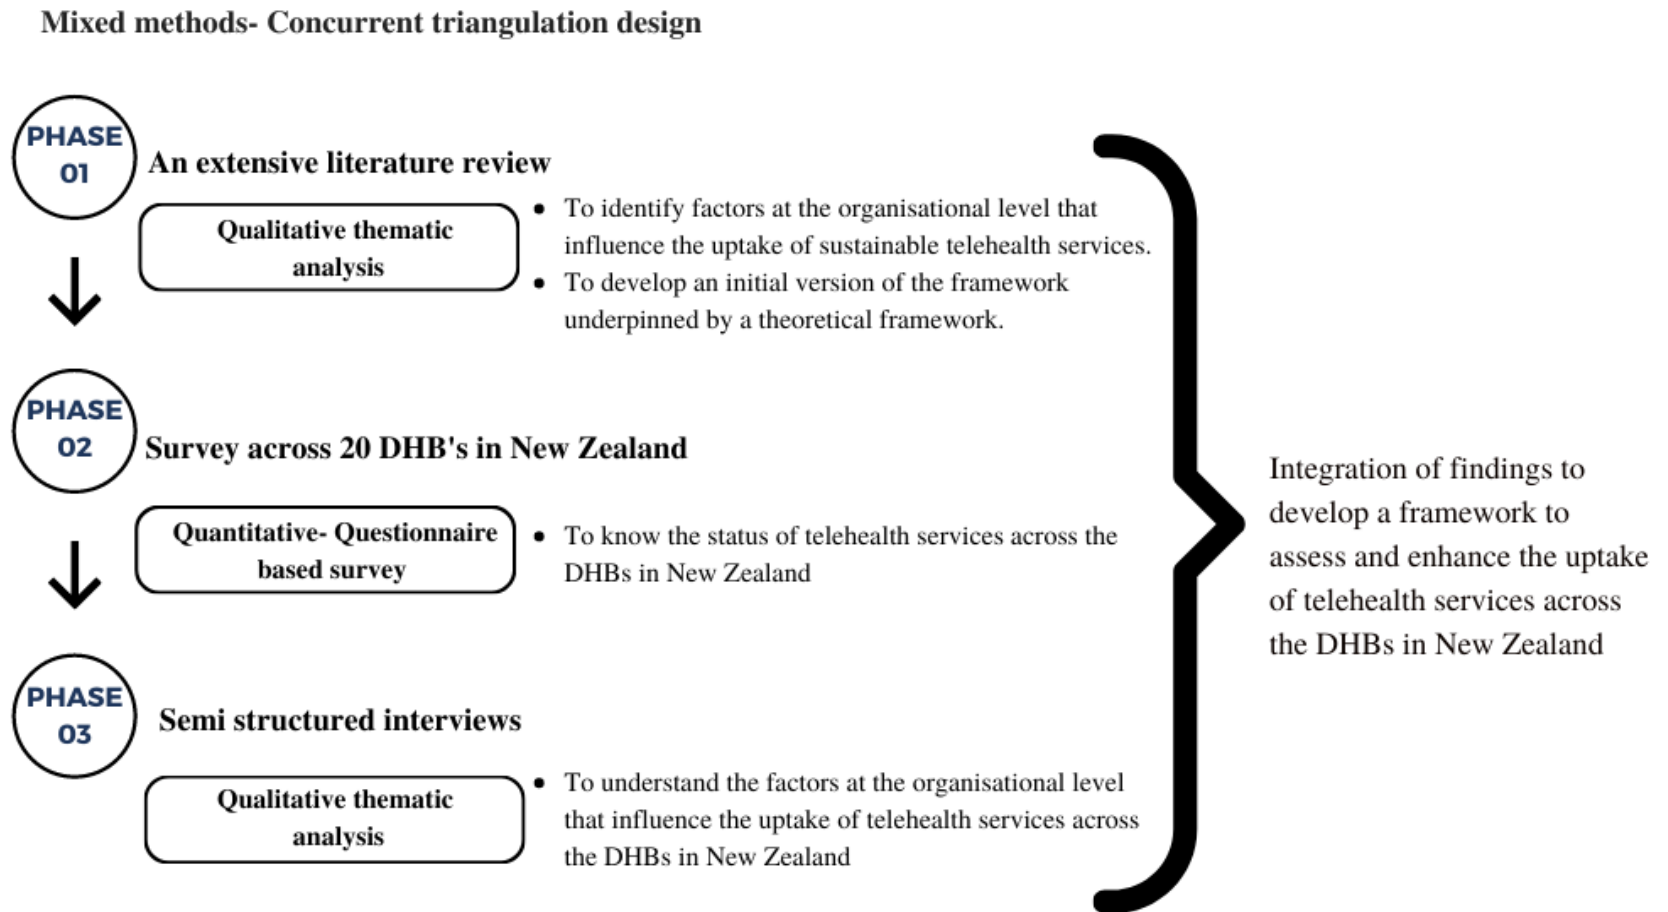 Mixed methods- Concurrent triangulation design
PHASE
01
An extensive literature review
Qualitative thematic
analysis
• To identify factors at the organisational level that
influence the uptake of sustainable telehealth services.
• To develop an initial version of the framework
underpinned by a theoretical framework.
PHASE
02
Survey across 20 DHB's in New Zealand
Quantitative- Questionnaire
based survey
• To know the status of telehealth services across the
DHBs in New Zealand
PHASE
03
Semi structured interviews
Qualitative thematic
analysis
• To understand the factors at the organisational level
that influence the uptake of telehealth services across
the DHBs in New Zealand
Integration of findings to
develop a framework to
assess and enhance the uptake
of telehealth services across
the DHBs in New Zealand